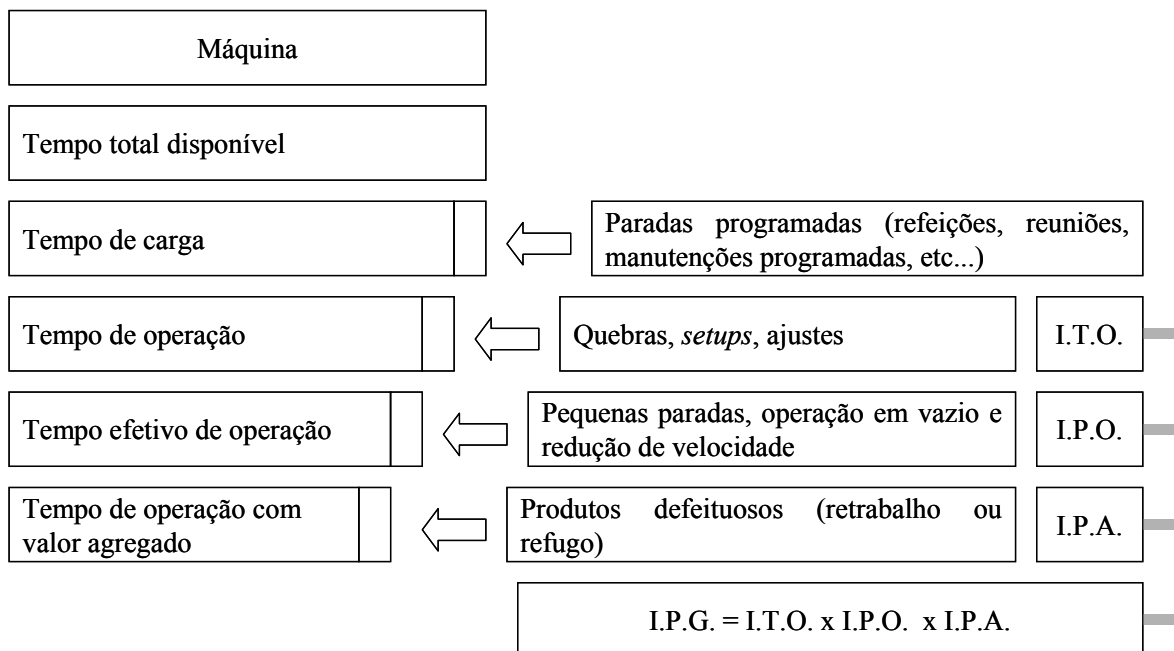 Máquina
Tempo total disponível
Tempo de carga
Paradas programadas (refeições, reuniões,
manutenções programadas, etc...)
Tempo de operação
Quebras, setups, ajustes
I.T.O.
Tempo efetivo de operação
Pequenas paradas, operação em vazio e
redução de velocidade
I.P.O.
Tempo de operação com
valor agregado
Produtos defeituosos (retrabalho ou
refugo)
I.P.A.
I.P.G. = I.T.O. x I.P.O. x I.P.A.